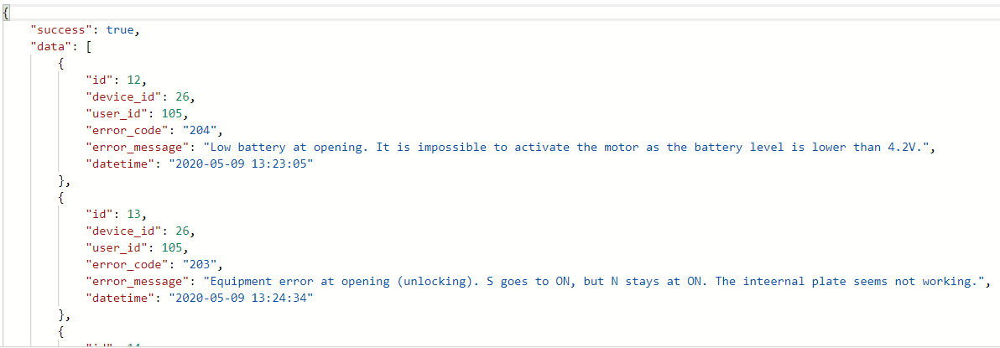 {
"success": true,
"data": [
{
"id": 12,
"device_id": 26,
"user_id": 105,
"error_code": "204",
"error_message": "Low battery at opening. It is impossible to activate the motor as the battery level is lower than 4.2V.",
"datetime": "2020-05-09 13:23:05"
},
{
"id": 13,
"device_id": 26,
"user_id": 105,
"error_code": "203",
"error_message": "Equipment error at opening (unlocking). S goes to ON, but N stays at ON. The inteernal plate seems not working.",
"datetime": "2020-05-09 13:24:34"
},
{